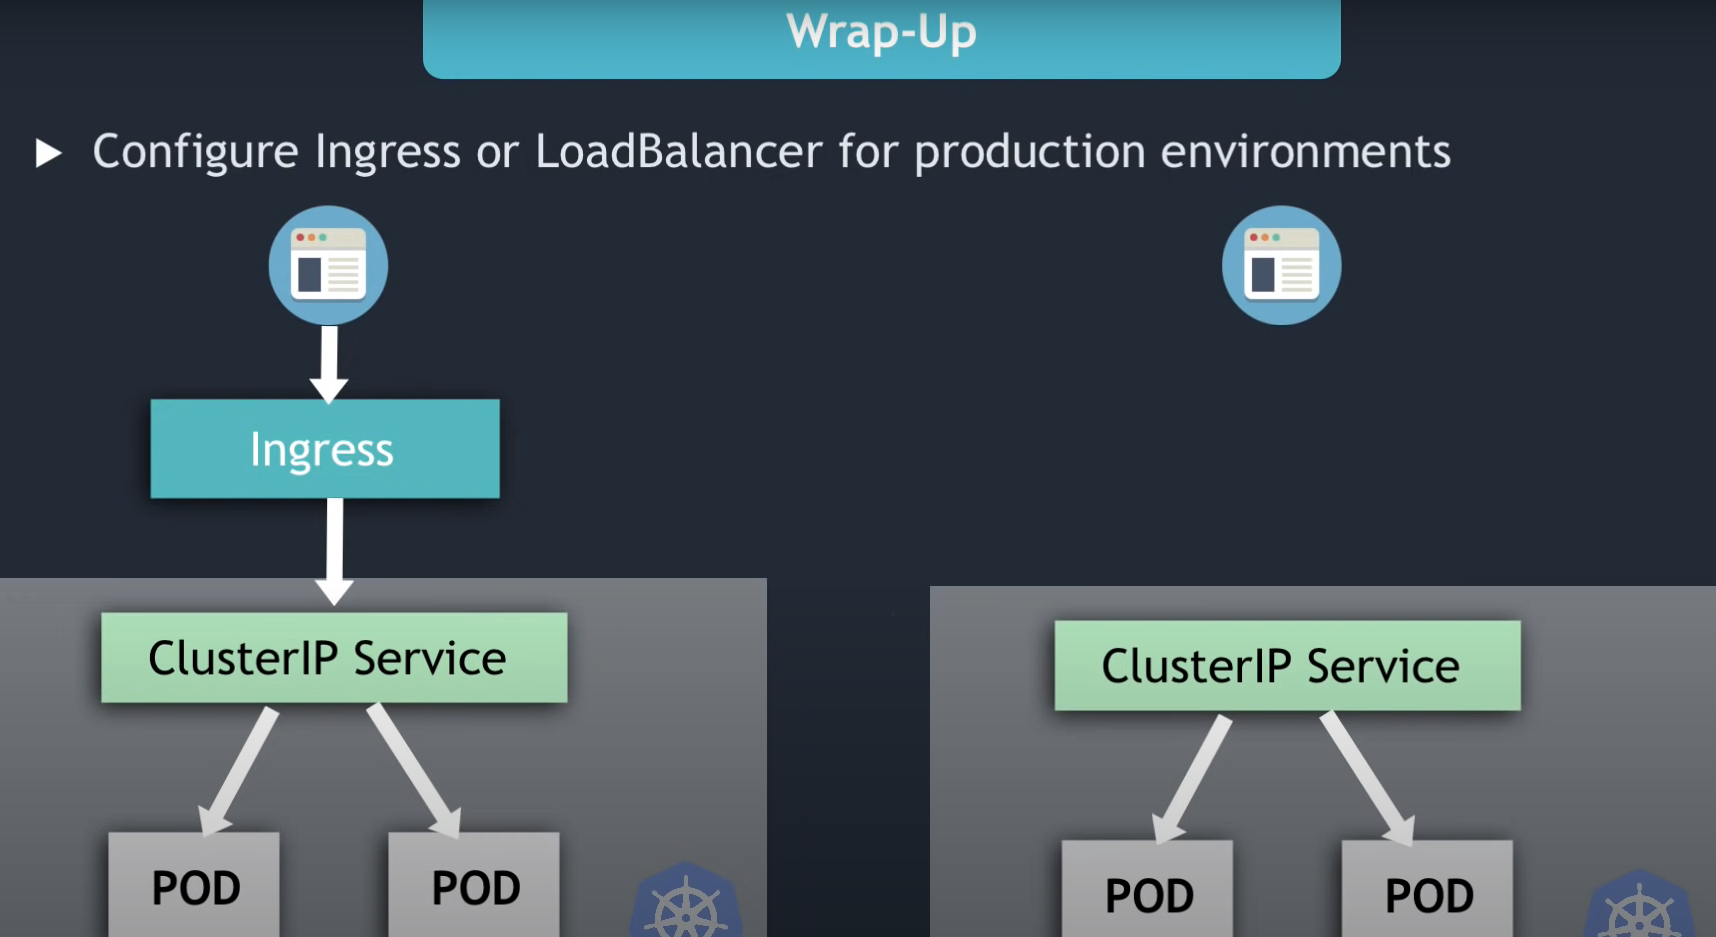 Wrap-Up
Configure Ingress or LoadBalancer for production environments
Ingress
ClusterIP Service
POD
POD
ClusterIP Service
POD
POD